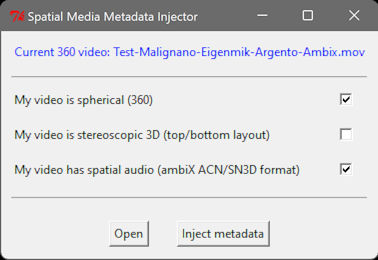 Spatial Media Metadata Injector
Current 360 video: Test-Malignano-Eigenmik-Argento-Ambix.mov
My video is spherical (360)
My video is stereoscopic 3D (top/bottom layout)
My video has spatial audio (ambiX ACN/SN3D format)
Open
Inject metadata